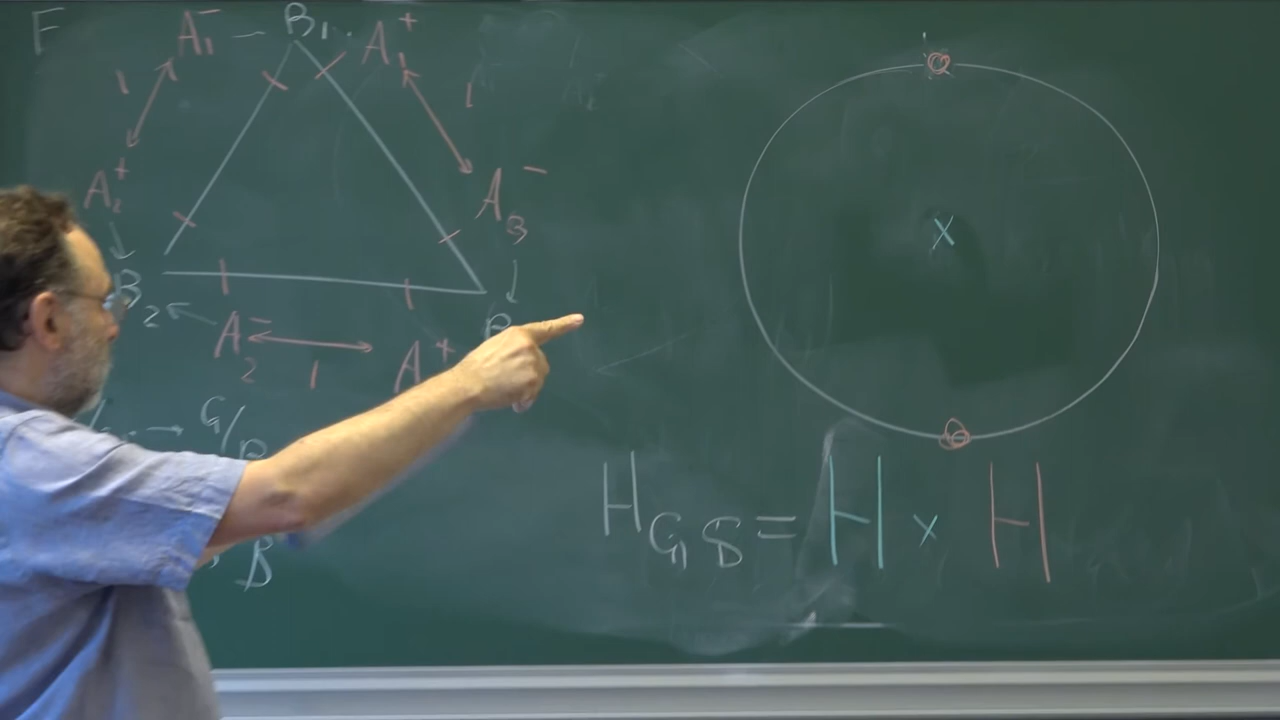 F
A₁⁻ – B₁ . A₁⁺
1 1
A₂⁺ A₃⁻
B₂
A₂⁻ A⁺
1
G/B
B
x
H_{G,S} = H x H